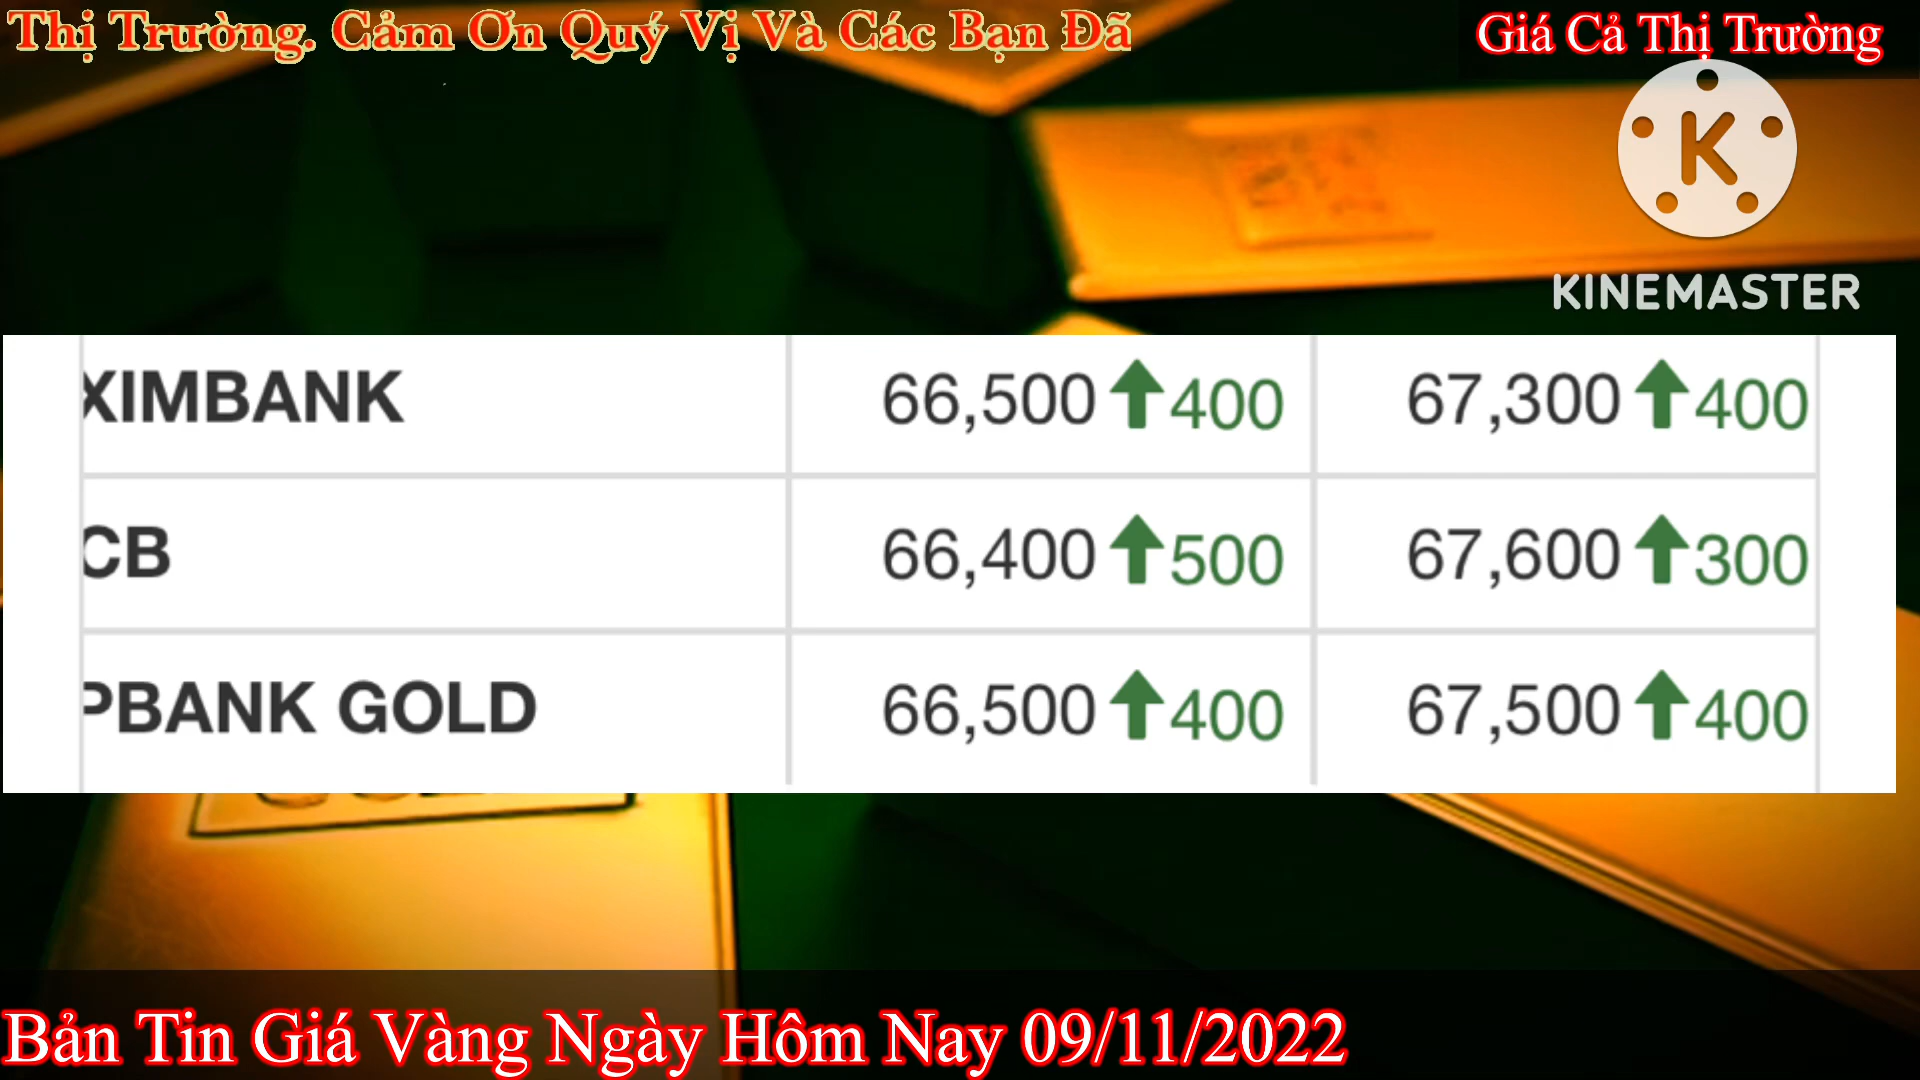 Thị Trường. Cảm Ơn Quý Vị Và Các Bạn Đã
Giá Cả Thị Trường
K
KINEMASTER
XIMBANK 66,500 ⬆400 67,300 ⬆400
CB 66,400 ⬆500 67,600 ⬆300
PBANK GOLD 66,500 ⬆400 67,500 ⬆400
Bản Tin Giá Vàng Ngày Hôm Nay 09/11/2022